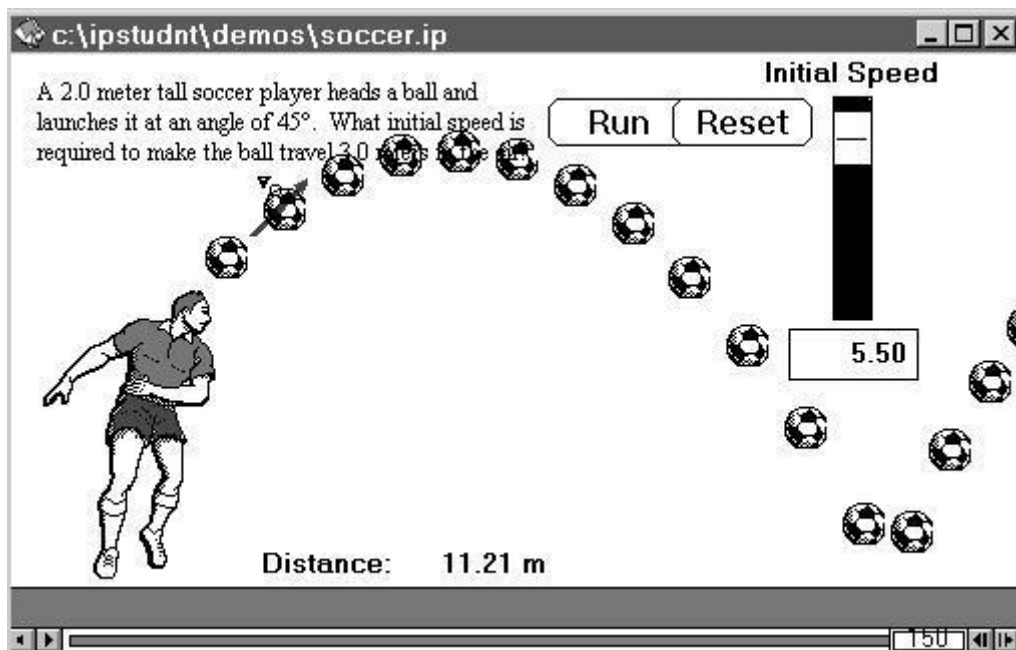 c:\ipstudnt\demos\soccer.ip
Initial Speed
A 2.0 meter tall soccer player heads a ball and
launches it at an angle of 45°. What initial speed is
required to make the ball travel 3.0
Run
Reset
5.50
Distance: 11.21 m
150